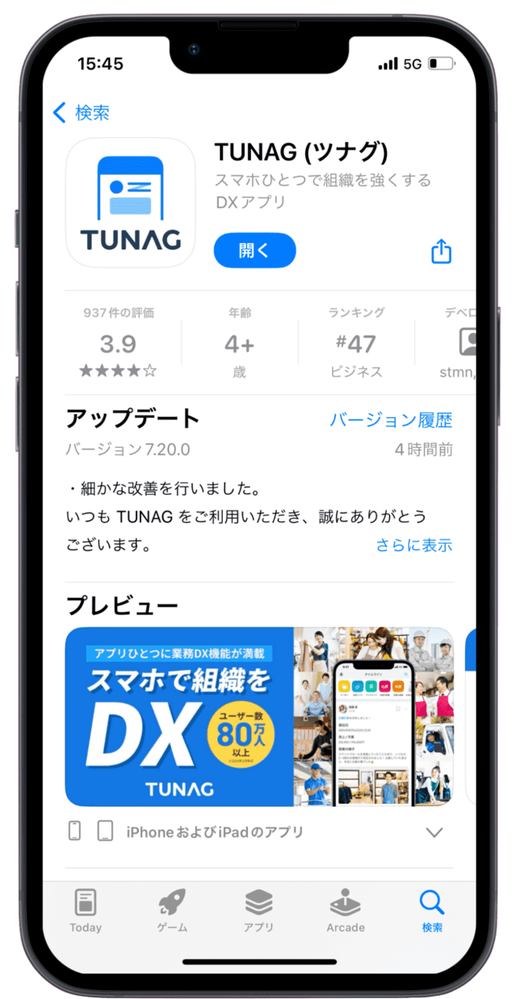 15:45
5G
検索
TUNAG (ツナグ)
スマホひとつで組織を強くする
DXアプリ
TUNAG
開く
937件の評価
年齢
ランキング
デベロ
3.9
4+
#47
★★★★☆
歳
ビジネス
stmn,
アップデート
バージョン履歴
バージョン 7.20.0
4時間前
・細かな改善を行いました。
いつも TUNAG をご利用いただき、誠にありがとう
ございます。
さらに表示
プレビュー
アプリひとつに業務DX機能が満載
スマホで組織を
DX
ユーザー数
80万人
以上
TUNAG
タイムライン
iPhoneおよびiPadのアプリ
Today
ゲーム
アプリ
Arcade
検索